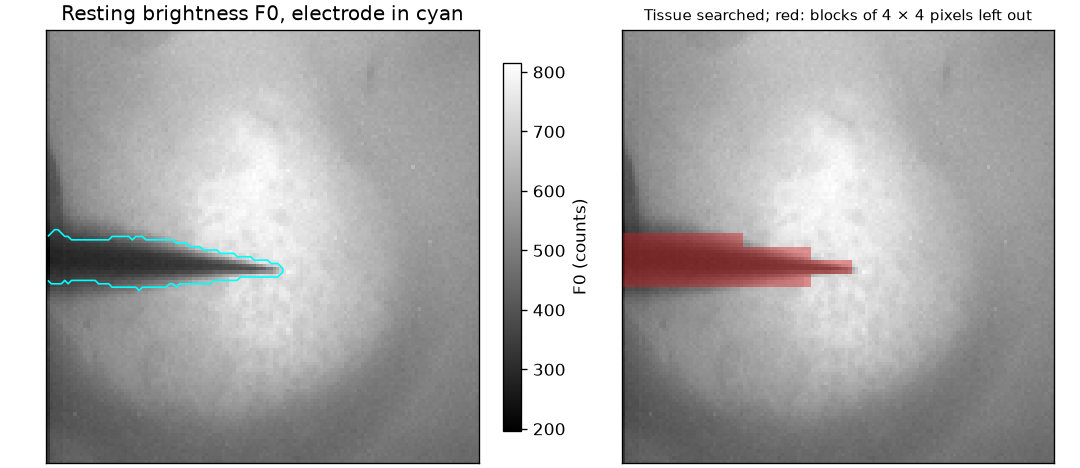 Resting brightness F0, electrode in cyan
Tissue searched; red: blocks of 4 × 4 pixels left out
800
700
600
500
400
300
200
F0 (counts)